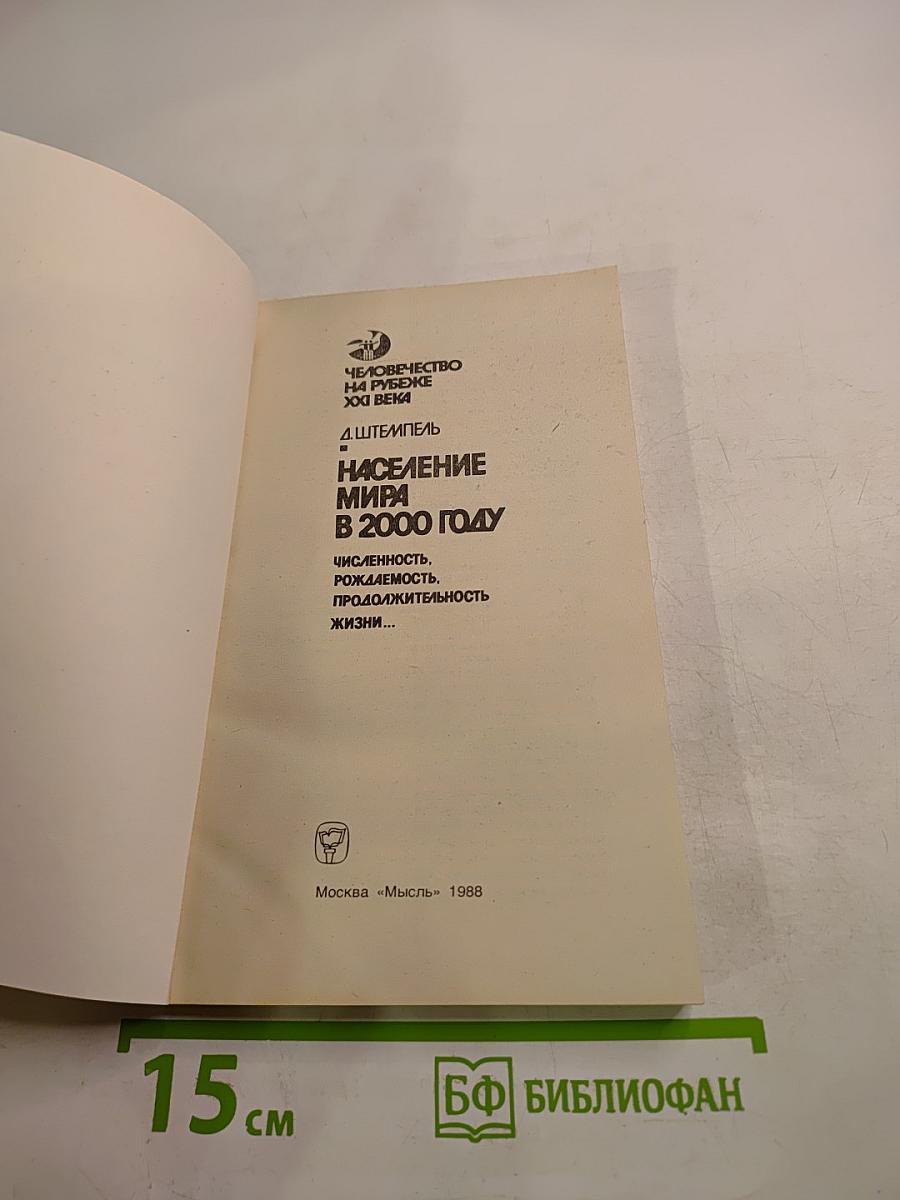 ЧЕЛОВЕЧЕСТВО
НА РУБЕЖЕ
XXI ВЕКА
Д. ШТЕМПЕЛЬ
НАСЕЛЕНИЕ
МИРА
В 2000 ГОДУ
ЧИСЛЕННОСТЬ,
РОЖДАЕМОСТЬ,
ПРОДОЛЖИТЕЛЬНОСТЬ
ЖИЗНИ...
Москва «Мысль» 1988
15 см
БФ БИБЛИОФАН